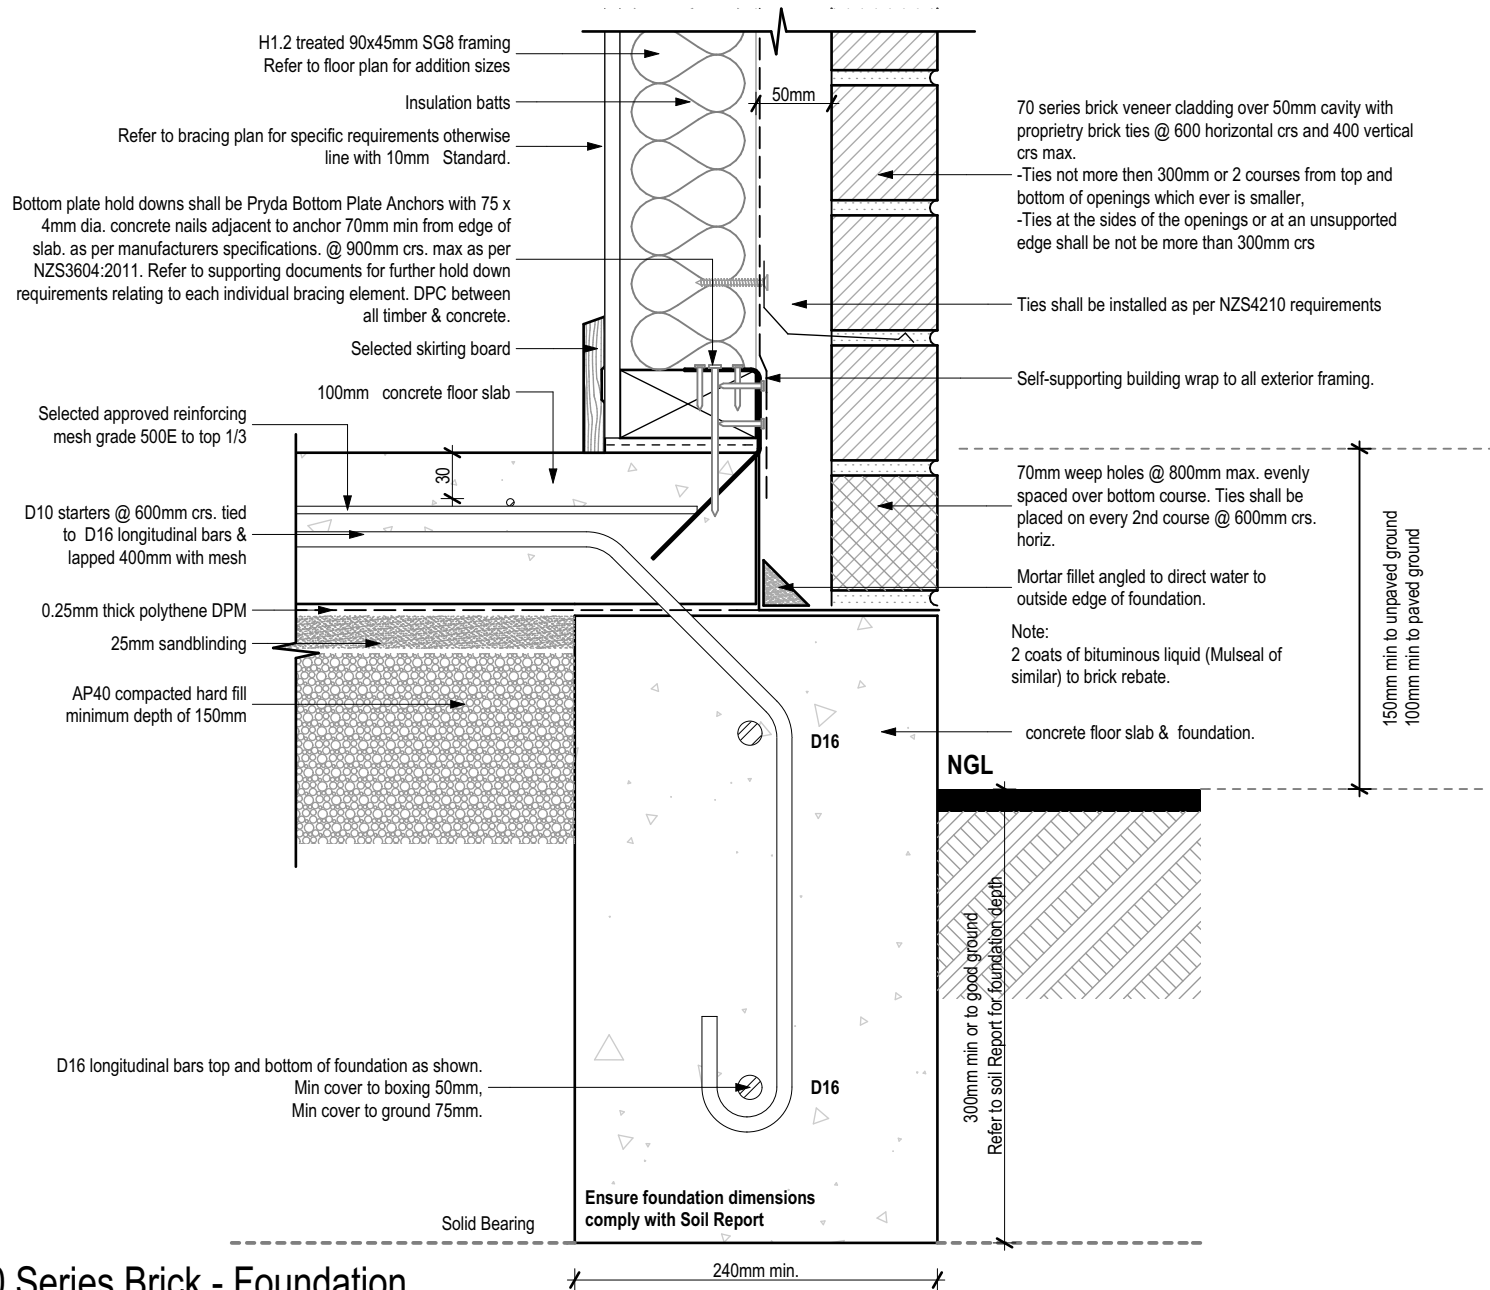 H1.2 treated 90x45mm SG8 framing
Refer to floor plan for addition sizes
Insulation batts
Refer to bracing plan for specific requirements otherwise
line with 10mm Standard.
Bottom plate hold downs shall be Pryda Bottom Plate Anchors with 75 x
4mm dia. concrete nails adjacent to anchor 70mm min from edge of
slab. as per manufacturers specifications. @ 900mm crs. max as per
NZS3604:2011. Refer to supporting documents for further hold down
requirements relating to each individual bracing element. DPC between
all timber & concrete.
Selected skirting board
100mm concrete floor slab
Selected approved reinforcing
mesh grade 500E to top 1/3
30
D10 starters @ 600mm crs. tied
to D16 longitudinal bars &
lapped 400mm with mesh
0.25mm thick polythene DPM
25mm sandblinding
AP40 compacted hard fill
minimum depth of 150mm
50mm
70 series brick veneer cladding over 50mm cavity with
proprietry brick ties @ 600 horizontal crs and 400 vertical
crs max.
-Ties not more then 300mm or 2 courses from top and
bottom of openings which ever is smaller,
-Ties at the sides of the openings or at an unsupported
edge shall be not be more than 300mm crs
Ties shall be installed as per NZS4210 requirements
Self-supporting building wrap to all exterior framing.
70mm weep holes @ 800mm max. evenly
spaced over bottom course. Ties shall be
placed on every 2nd course @ 600mm crs.
horiz.
Mortar fillet angled to direct water to
outside edge of foundation.
Note:
2 coats of bituminous liquid (Mulseal of
similar) to brick rebate.
150mm min to unpaved ground
100mm min to paved ground
concrete floor slab & foundation.
D16
NGL
300mm min or to good ground
Refer to soil Report for foundation depth
D16 longitudinal bars top and bottom of foundation as shown.
Min cover to boxing 50mm,
Min cover to ground 75mm.
D16
Ensure foundation dimensions
comply with Soil Report
Solid Bearing
240mm min.
Series Brick - Foundation